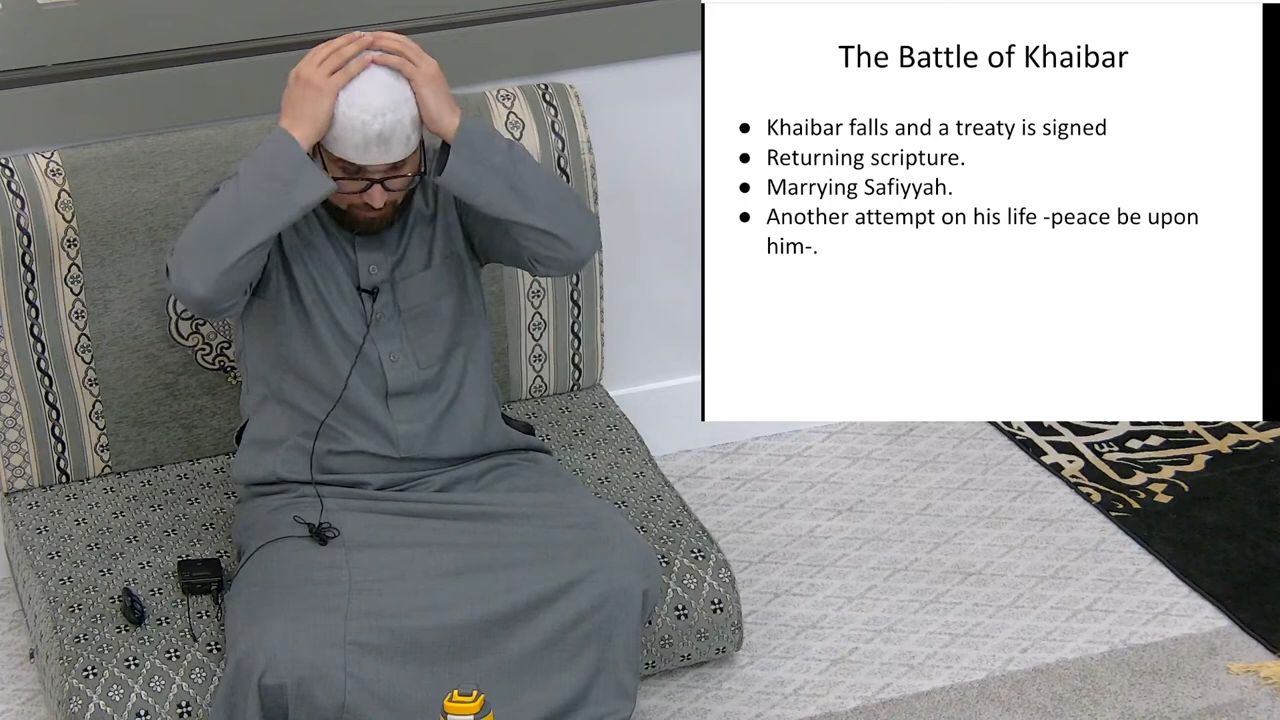 The Battle of Khaibar
● Khaibar falls and a treaty is signed
● Returning scripture.
● Marrying Safiyyah.
● Another attempt on his life -peace be upon
him-.